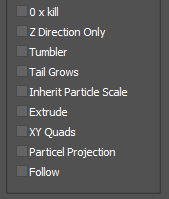 0 x kill
Z Direction Only
Tumbler
Tail Grows
Inherit Particle Scale
Extrude
XY Quads
Particel Projection
Follow